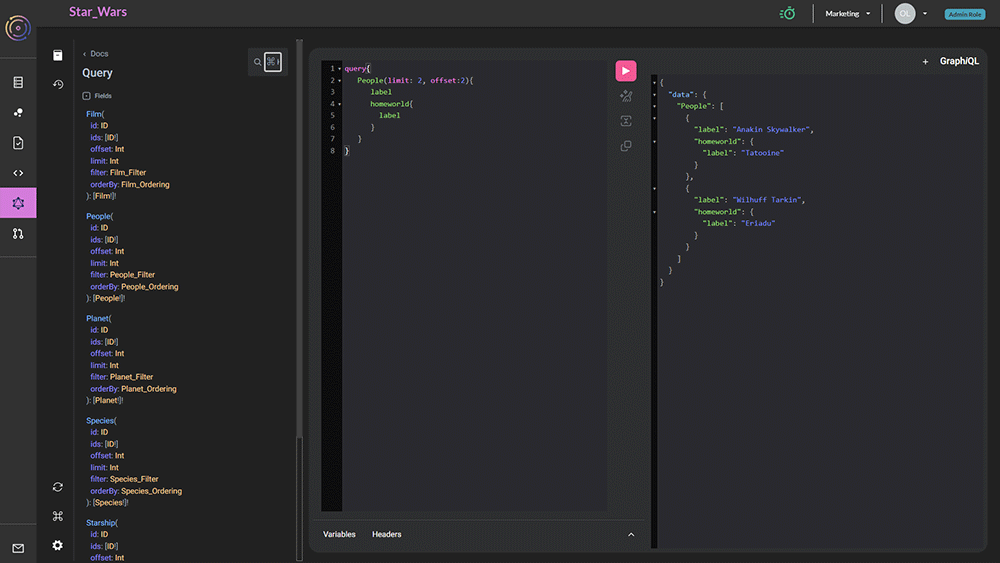 Star_Wars
Marketing
OL
Admin Role
Docs
Query
Fields
Film(
id: ID
ids: [ID!]
offset: Int
limit: Int
filter: Film_Filter
orderBy: Film_Ordering
): [Film!]!
People(
id: ID
ids: [ID!]
offset: Int
limit: Int
filter: People_Filter
orderBy: People_Ordering
): [People!]!
Planet(
id: ID
ids: [ID!]
offset: Int
limit: Int
filter: Planet_Filter
orderBy: Planet_Ordering
): [Planet!]!
Species(
id: ID
ids: [ID!]
offset: Int
limit: Int
filter: Species_Filter
orderBy: Species_Ordering
): [Species!]!
Starship(
id: ID
ids: [ID!]
offset: Int
1 query{
2 People(limit: 2, offset:2){
3 label
4 homeworld{
5 label
6 }
7 }
8 }
Variables Headers
+ GraphiQL
{
"data": {
"People": [
{
"label": "Anakin Skywalker",
"homeworld": {
"label": "Tatooine"
}
},
{
"label": "Wilhuff Tarkin",
"homeworld": {
"label": "Eriadu"
}
}
]
}
}